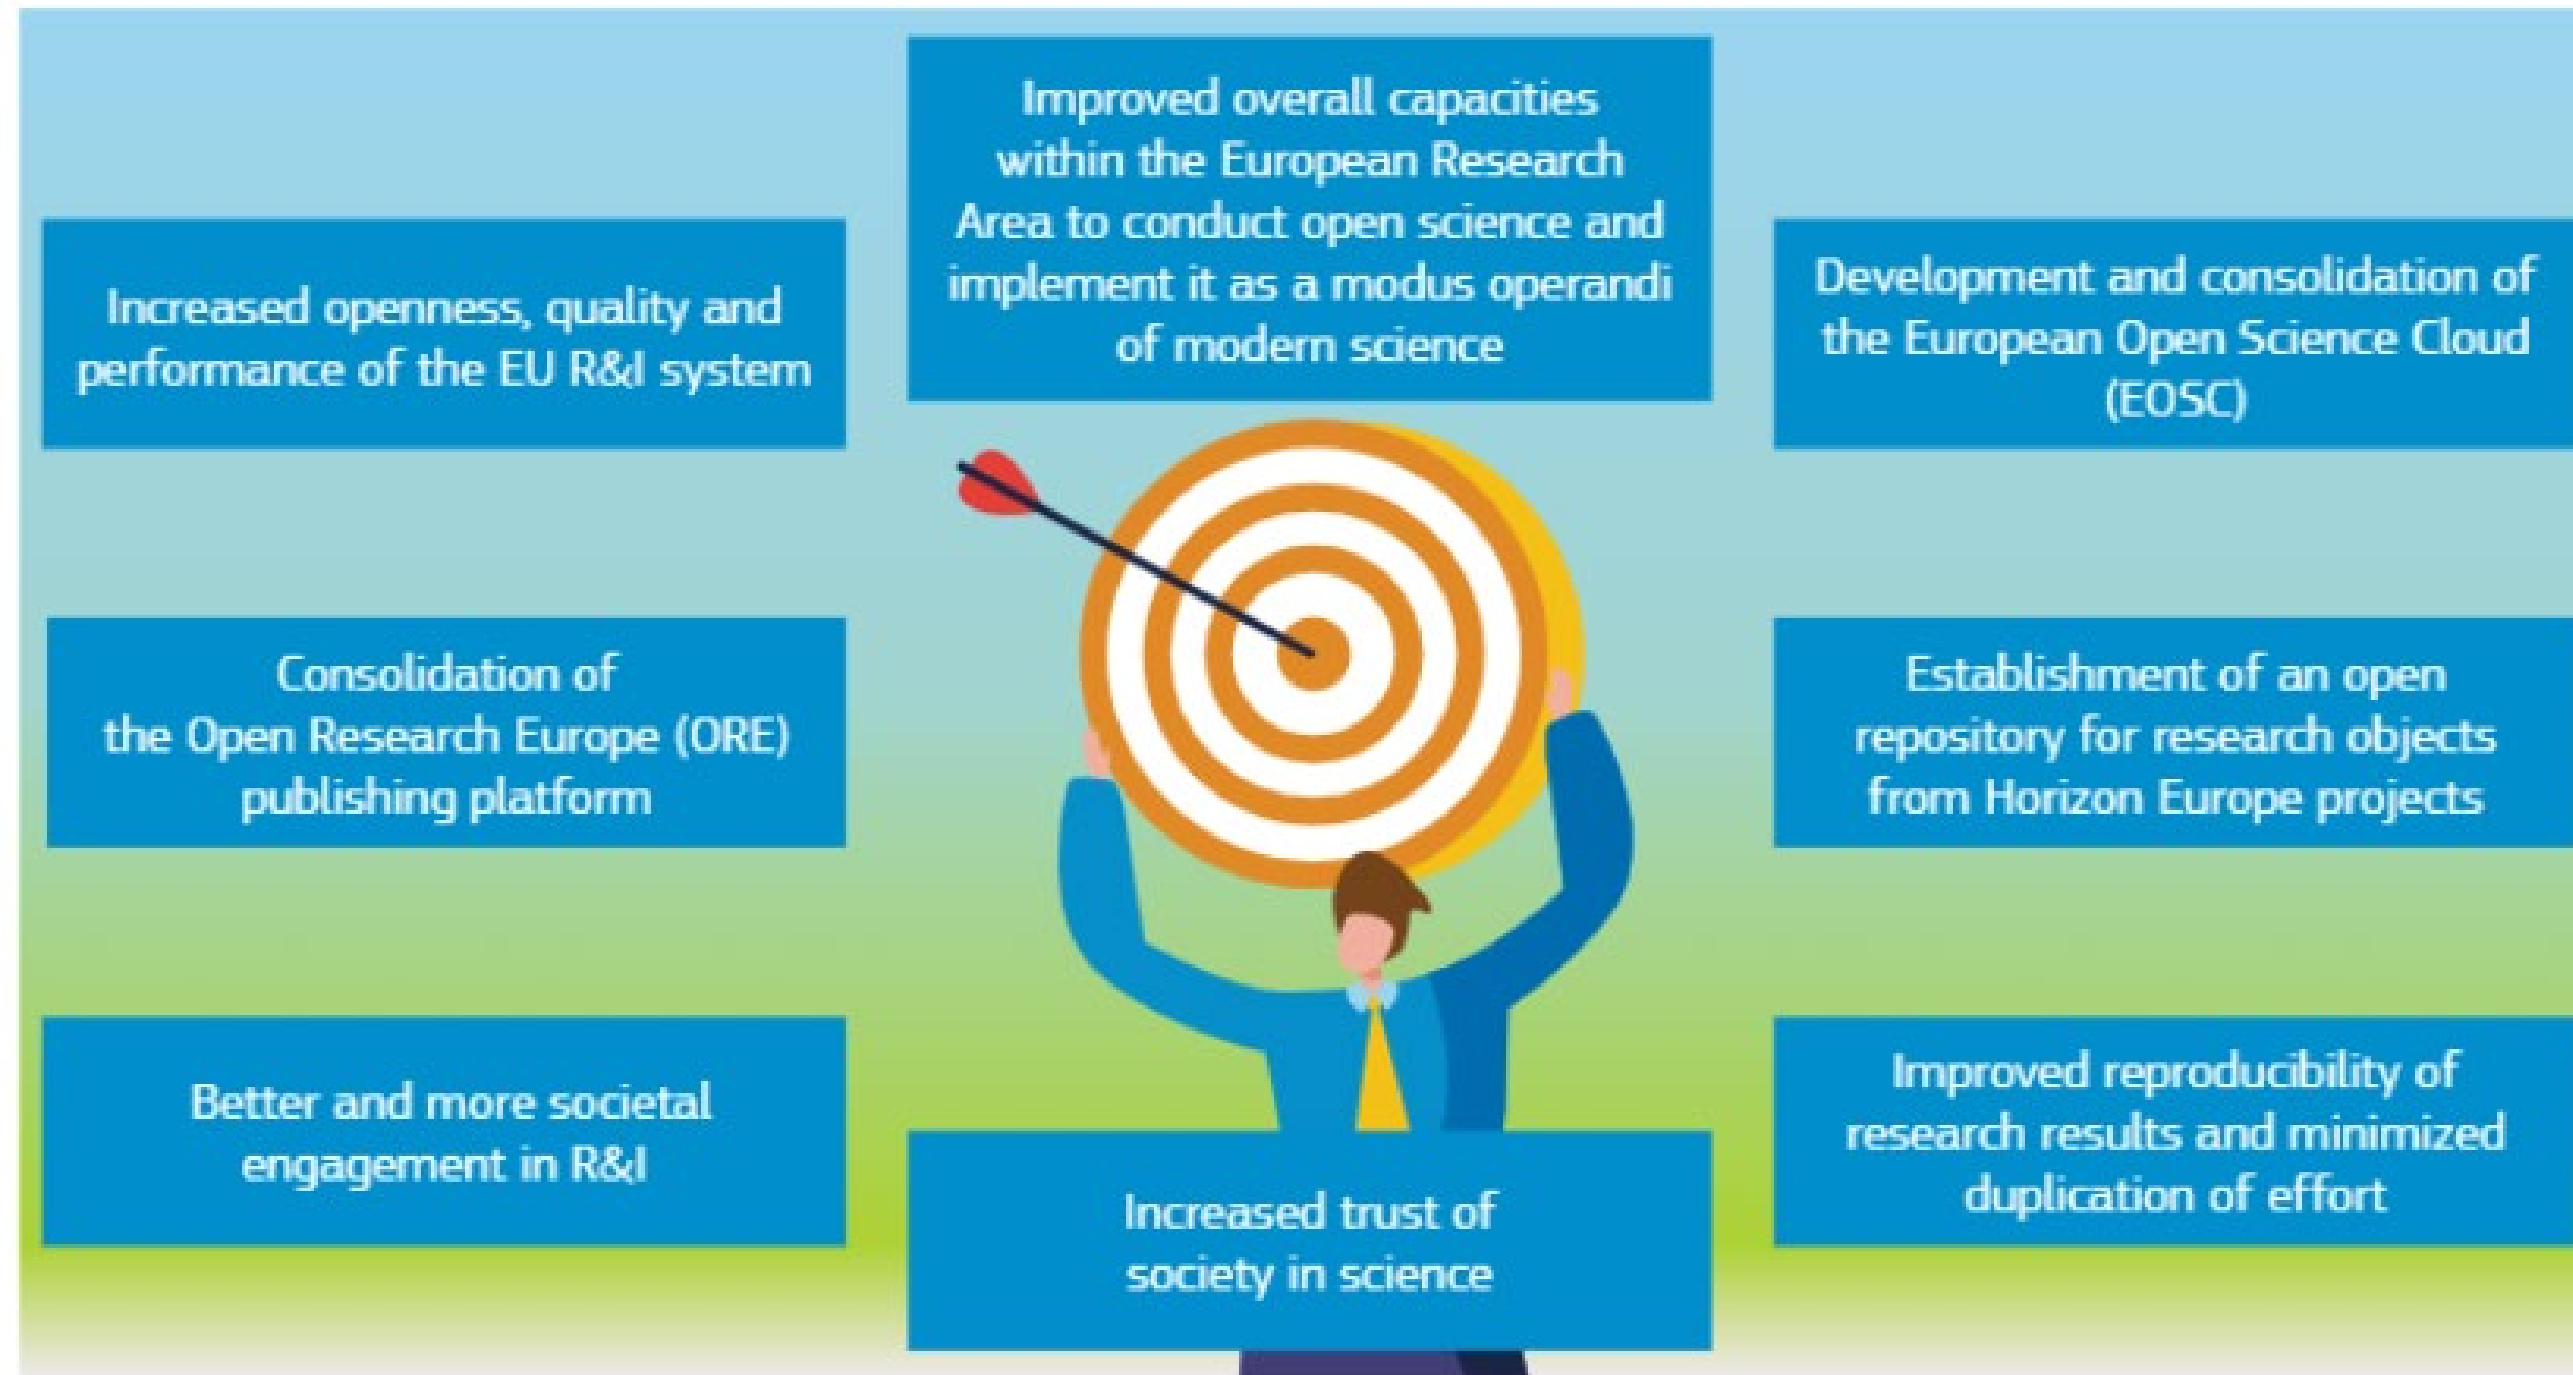 Improved overall capacities
within the European Research
Area to conduct open science and
implement it as a modus operandi
of modern science
Increased openness, quality and
performance of the EU R&I system
Development and consolidation of
the European Open Science Cloud
(EOSC)
Consolidation of
the Open Research Europe (ORE)
publishing platform
Establishment of an open
repository for research objects
from Horizon Europe projects
Better and more societal
engagement in R&I
Improved reproducibility of
research results and minimized
duplication of effort
Increased trust of
society in science